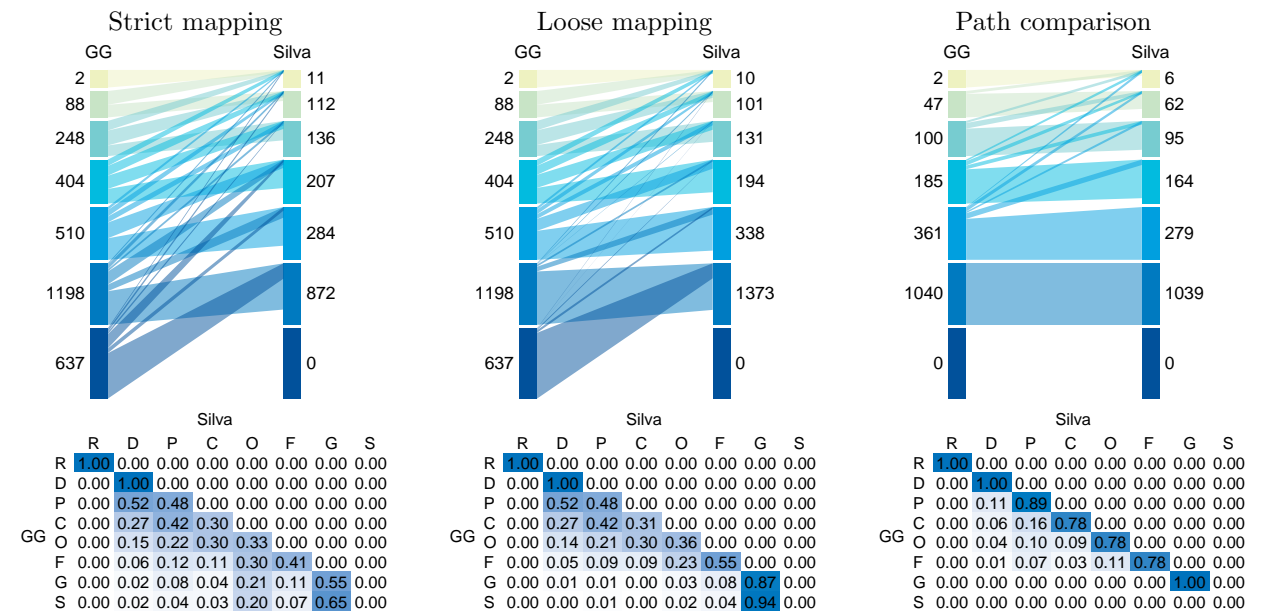 Strict mapping
GG Silva
2 11
88 112
248 136
404 207
510 284
1198 872
637 0
Silva
R D P C O F G S
R 1.00 0.00 0.00 0.00 0.00 0.00 0.00 0.00
D 0.00 1.00 0.00 0.00 0.00 0.00 0.00 0.00
P 0.00 0.52 0.48 0.00 0.00 0.00 0.00 0.00
C 0.00 0.27 0.42 0.30 0.00 0.00 0.00 0.00
GG O 0.00 0.15 0.22 0.30 0.33 0.00 0.00 0.00
F 0.00 0.06 0.12 0.11 0.30 0.41 0.00 0.00
G 0.00 0.02 0.08 0.04 0.21 0.11 0.55 0.00
S 0.00 0.02 0.04 0.03 0.20 0.07 0.65 0.00
Loose mapping
GG Silva
2 10
88 101
248 131
404 194
510 338
1198 1373
637 0
Silva
R D P C O F G S
R 1.00 0.00 0.00 0.00 0.00 0.00 0.00 0.00
D 0.00 1.00 0.00 0.00 0.00 0.00 0.00 0.00
P 0.00 0.52 0.48 0.00 0.00 0.00 0.00 0.00
C 0.00 0.27 0.42 0.31 0.00 0.00 0.00 0.00
GG O 0.00 0.14 0.21 0.30 0.36 0.00 0.00 0.00
F 0.00 0.05 0.09 0.09 0.23 0.55 0.00 0.00
G 0.00 0.01 0.01 0.00 0.03 0.08 0.87 0.00
S 0.00 0.00 0.01 0.00 0.02 0.04 0.94 0.00
Path comparison
GG Silva
2 6
47 62
100 95
185 164
361 279
1040 1039
0 0
Silva
R D P C O F G S
R 1.00 0.00 0.00 0.00 0.00 0.00 0.00 0.00
D 0.00 1.00 0.00 0.00 0.00 0.00 0.00 0.00
P 0.00 0.11 0.89 0.00 0.00 0.00 0.00 0.00
C 0.00 0.06 0.16 0.78 0.00 0.00 0.00 0.00
GG O 0.00 0.04 0.10 0.09 0.78 0.00 0.00 0.00
F 0.00 0.01 0.07 0.03 0.11 0.78 0.00 0.00
G 0.00 0.00 0.00 0.00 0.00 0.00 1.00 0.00
S 0.00 0.00 0.00 0.00 0.00 0.00 0.00 0.00